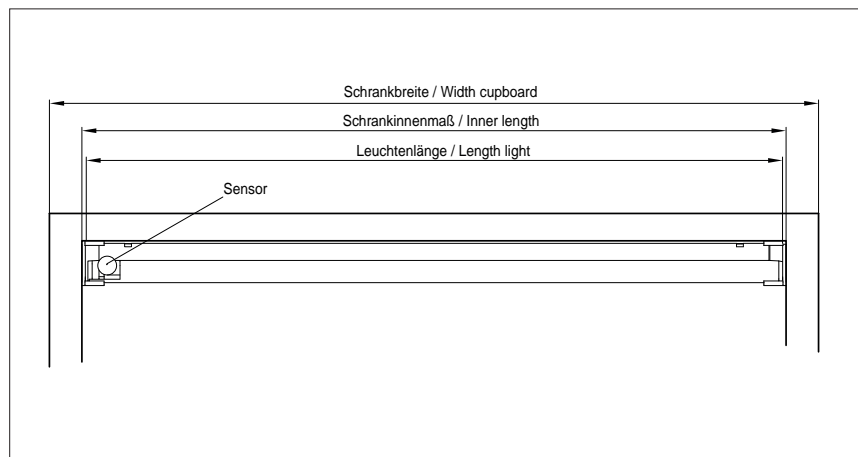 Schrankbreite / Width cupboard
Schrankinnenmaß / Inner length
Leuchtenlänge / Length light
Sensor